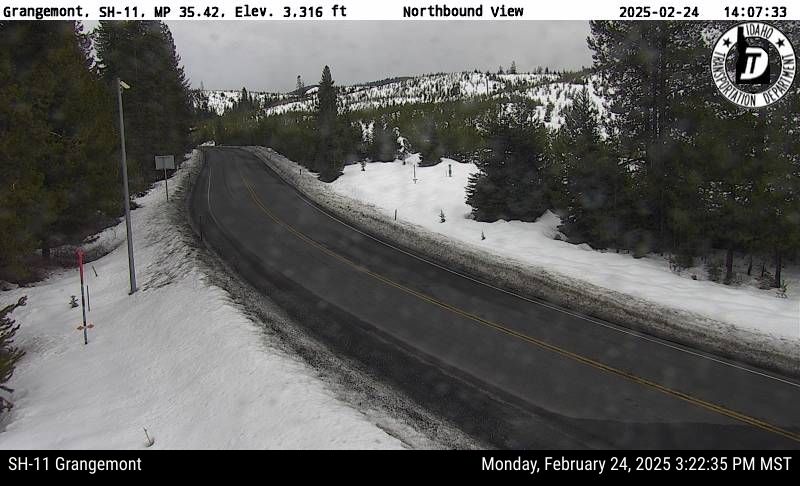 Grangemont, SH-11, MP 35.42, Elev. 3,316 ft Northbound View 2025-02-24 14:07:33
IDAHO TRANSPORTATION DEPARTMENT
SH-11 Grangemont Monday, February 24, 2025 3:22:35 PM MST